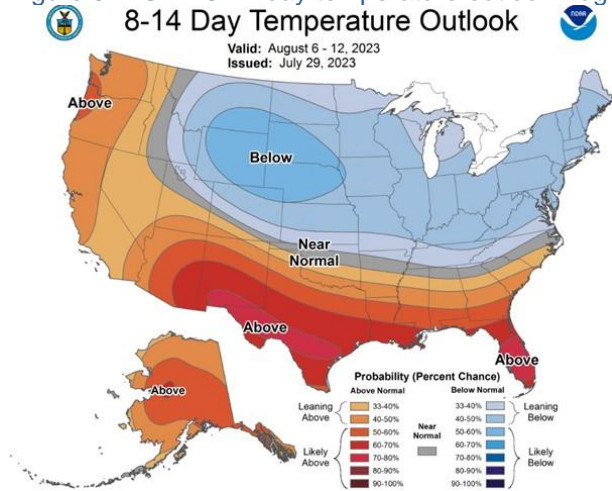 8-14 Day Temperature Outlook
NOAA
Valid: August 6 - 12, 2023
Issued: July 29, 2023
Above
Below
Near
Normal
Above
Above
Above
Probability (Percent Chance)
Above Normal
Below Normal
Leaning
Above
33-40%
40-50%
Near
Normal
33-40%
40-50%
Leaning
Below
Likely
Above
50-60%
60-70%
70-80%
80-90%
90-100%
50-60%
60-70%
70-80%
80-90%
90-100%
Likely
Below